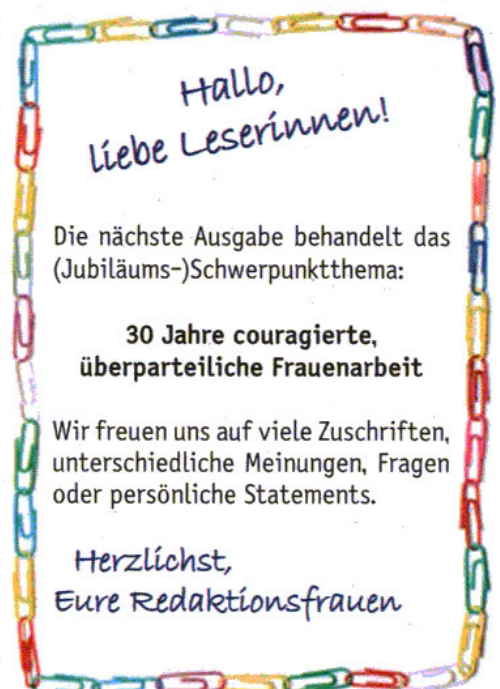 Hallo,
liebe Leserinnen!
Die nächste Ausgabe behandelt das
(Jubiläums-)Schwerpunktthema:
30 Jahre couragierte,
überparteiliche Frauenarbeit
Wir freuen uns auf viele Zuschriften,
unterschiedliche Meinungen, Fragen
oder persönliche Statements.
Herzlichst,
Eure Redaktionsfrauen